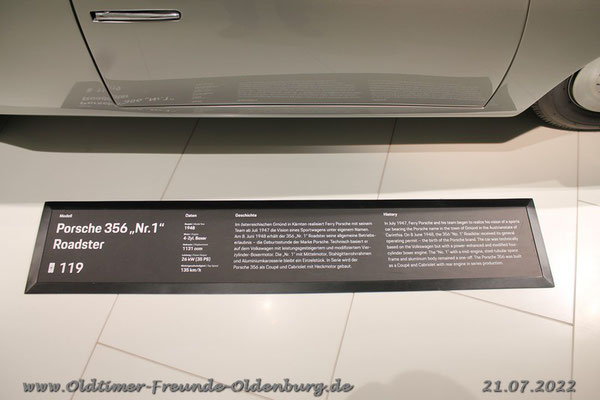 Modell
Porsche 356 „Nr.1"
Roadster
119
Daten
1948
4-Zyl. Boxer
1131 ccm
26 kW (35 PS)
135 km/h
Geschichte
Im österreichischen Gmünd in Kärnten realisiert Ferry Porsche mit seinem
Team ab Juli 1947 die Vision eines Sportwagens unter eigenem Namen.
Am 8. Juni 1948 erhält der 356 „Nr. 1" Roadster seine allgemeine Betriebs-
erlaubnis – die Geburtsstunde der Marke Porsche. Technisch basiert er
auf dem Volkswagen mit leistungsgesteigertem und modifiziertem Vier-
zylinder-Boxermotor. Die „Nr. 1" mit Mittelmotor, Stahlgitterrohrrahmen
und Aluminiumkarosserie bleibt ein Einzelstück. In Serie wird der
Porsche 356 als Coupé und Cabriolet mit Heckmotor gebaut.
History
In July 1947, Ferry Porsche and his team began to realize his vision of a sports
car bearing the Porsche name in the town of Gmünd in the Austrian area of
Carinthia. On 8 June 1948, the 356 "No. 1" Roadster received its general
operating permit – the birth of the Porsche brand. The car was technically
based on the Volkswagen but with a power-enhanced and modified four-
cylinder boxer engine. The "No. 1" with a mid-engine, steel tubular space
frame and aluminum body remained a one-off. The Porsche 356 was built
as a Coupé and Cabriolet with rear engine in series production.
www.Oldtimer-Freunde-Oldenburg.de
21.07.2022